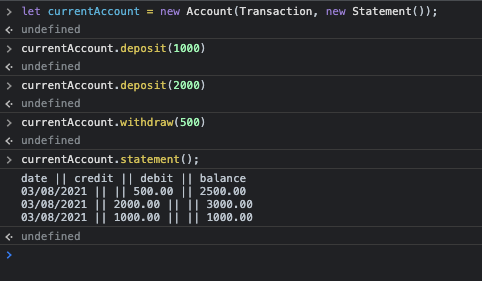 > let currentAccount = new Account(Transaction, new Statement());
< undefined
> currentAccount.deposit(1000)
< undefined
> currentAccount.deposit(2000)
< undefined
> currentAccount.withdraw(500)
< undefined
> currentAccount.statement();
date || credit || debit || balance
03/08/2021 || || 500.00 || 2500.00
03/08/2021 || 2000.00 || || 3000.00
03/08/2021 || 1000.00 || || 1000.00
< undefined
>